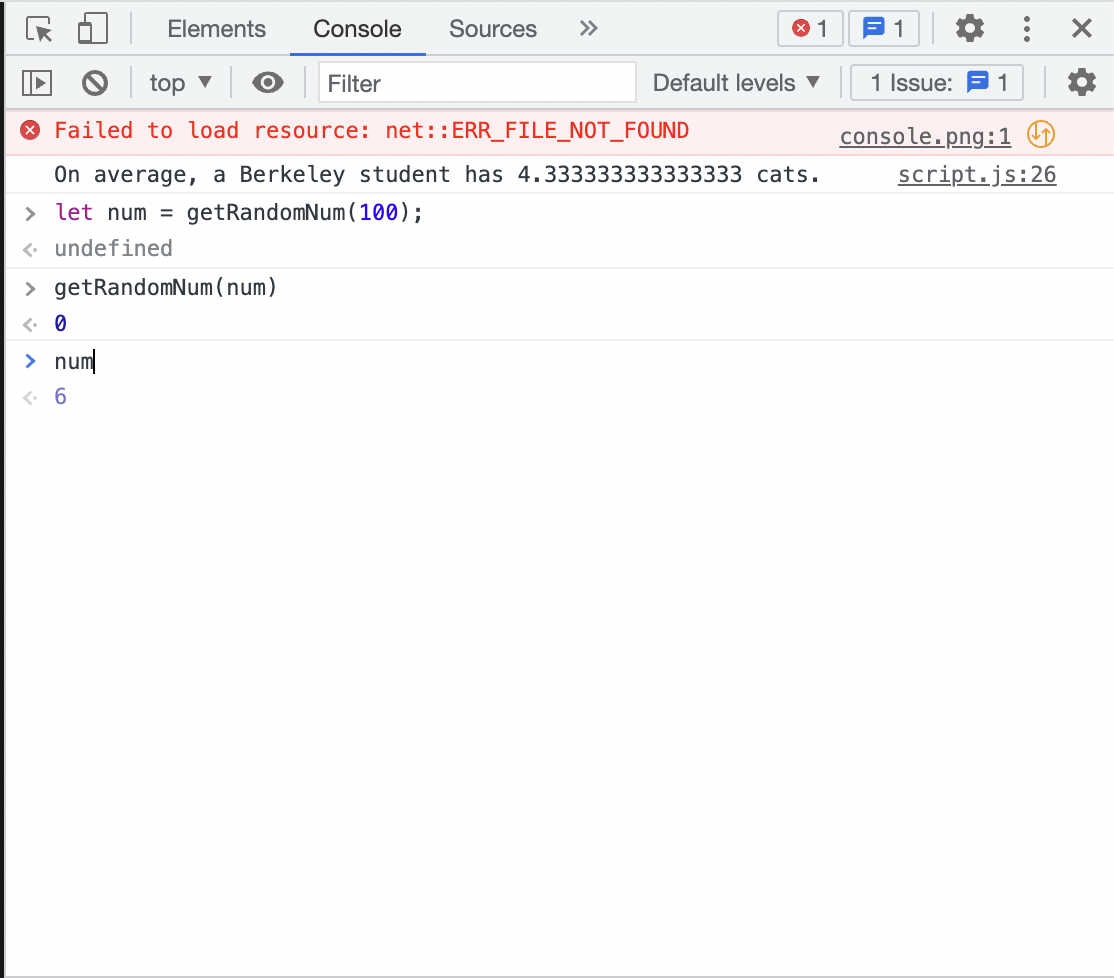 Elements Console Sources » 1 1
top ▼ Filter Default levels ▼ 1 Issue: 1
Failed to load resource: net::ERR_FILE_NOT_FOUND console.png:1
On average, a Berkeley student has 4.333333333333333 cats. script.js:26
> let num = getRandomNum(100);
undefined
> getRandomNum(num)
0
> num
6